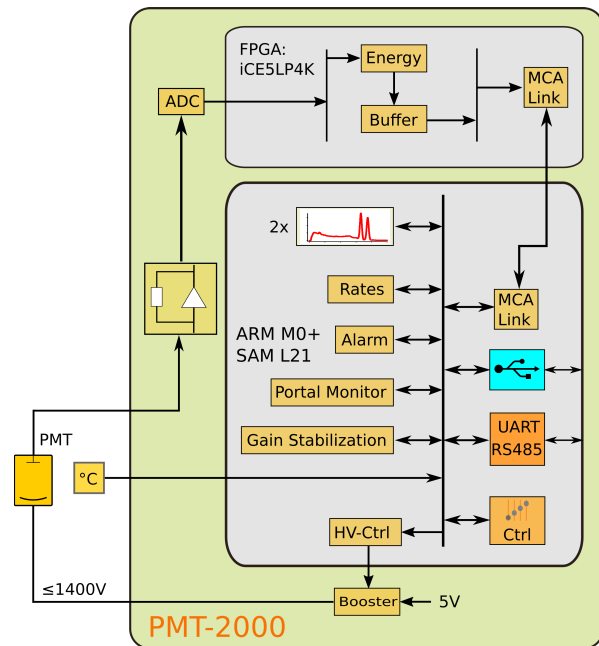 FPGA:
iCE5LP4K
Energy
MCA
Link
ADC
Buffer
2x
Rates
MCA
Link
ARM M0+
SAM L21
Alarm
Portal Monitor
UART
RS485
Gain Stabilization
PMT
°C
HV-Ctrl
Ctrl
≤1400V
Booster
5V
PMT-2000